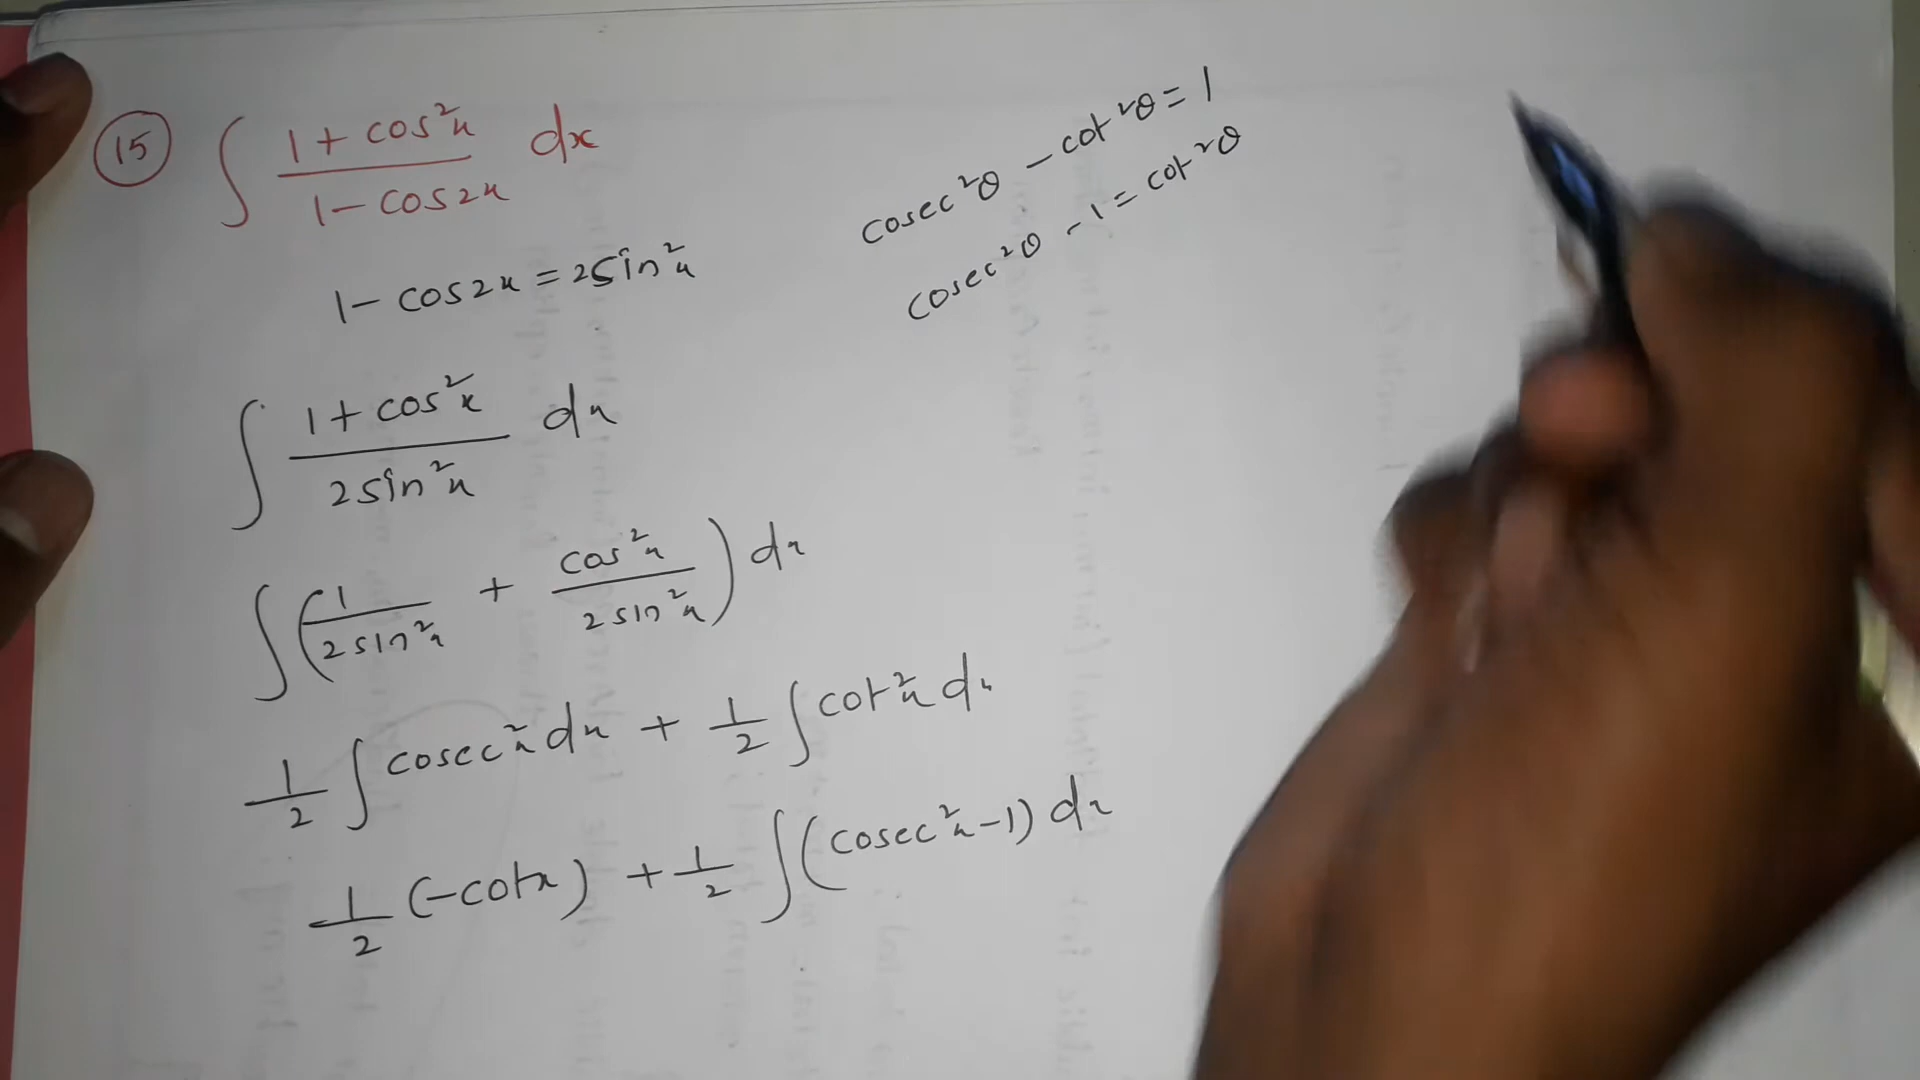 (15) ∫ (1 + cos²x)/(1 - cos2x) dx
1 - cos2x = 2sin²x
∫ (1 + cos²x)/(2sin²x) dx
∫ (1/(2sin²x) + cos²x/(2sin²x)) dx
1/2 ∫ cosec²x dx + 1/2 ∫ cot²x dx
1/2 (-cotx) + 1/2 ∫ (cosec²x - 1) dx
cosec²θ - cot²θ = 1
cosec²θ - 1 = cot²θ